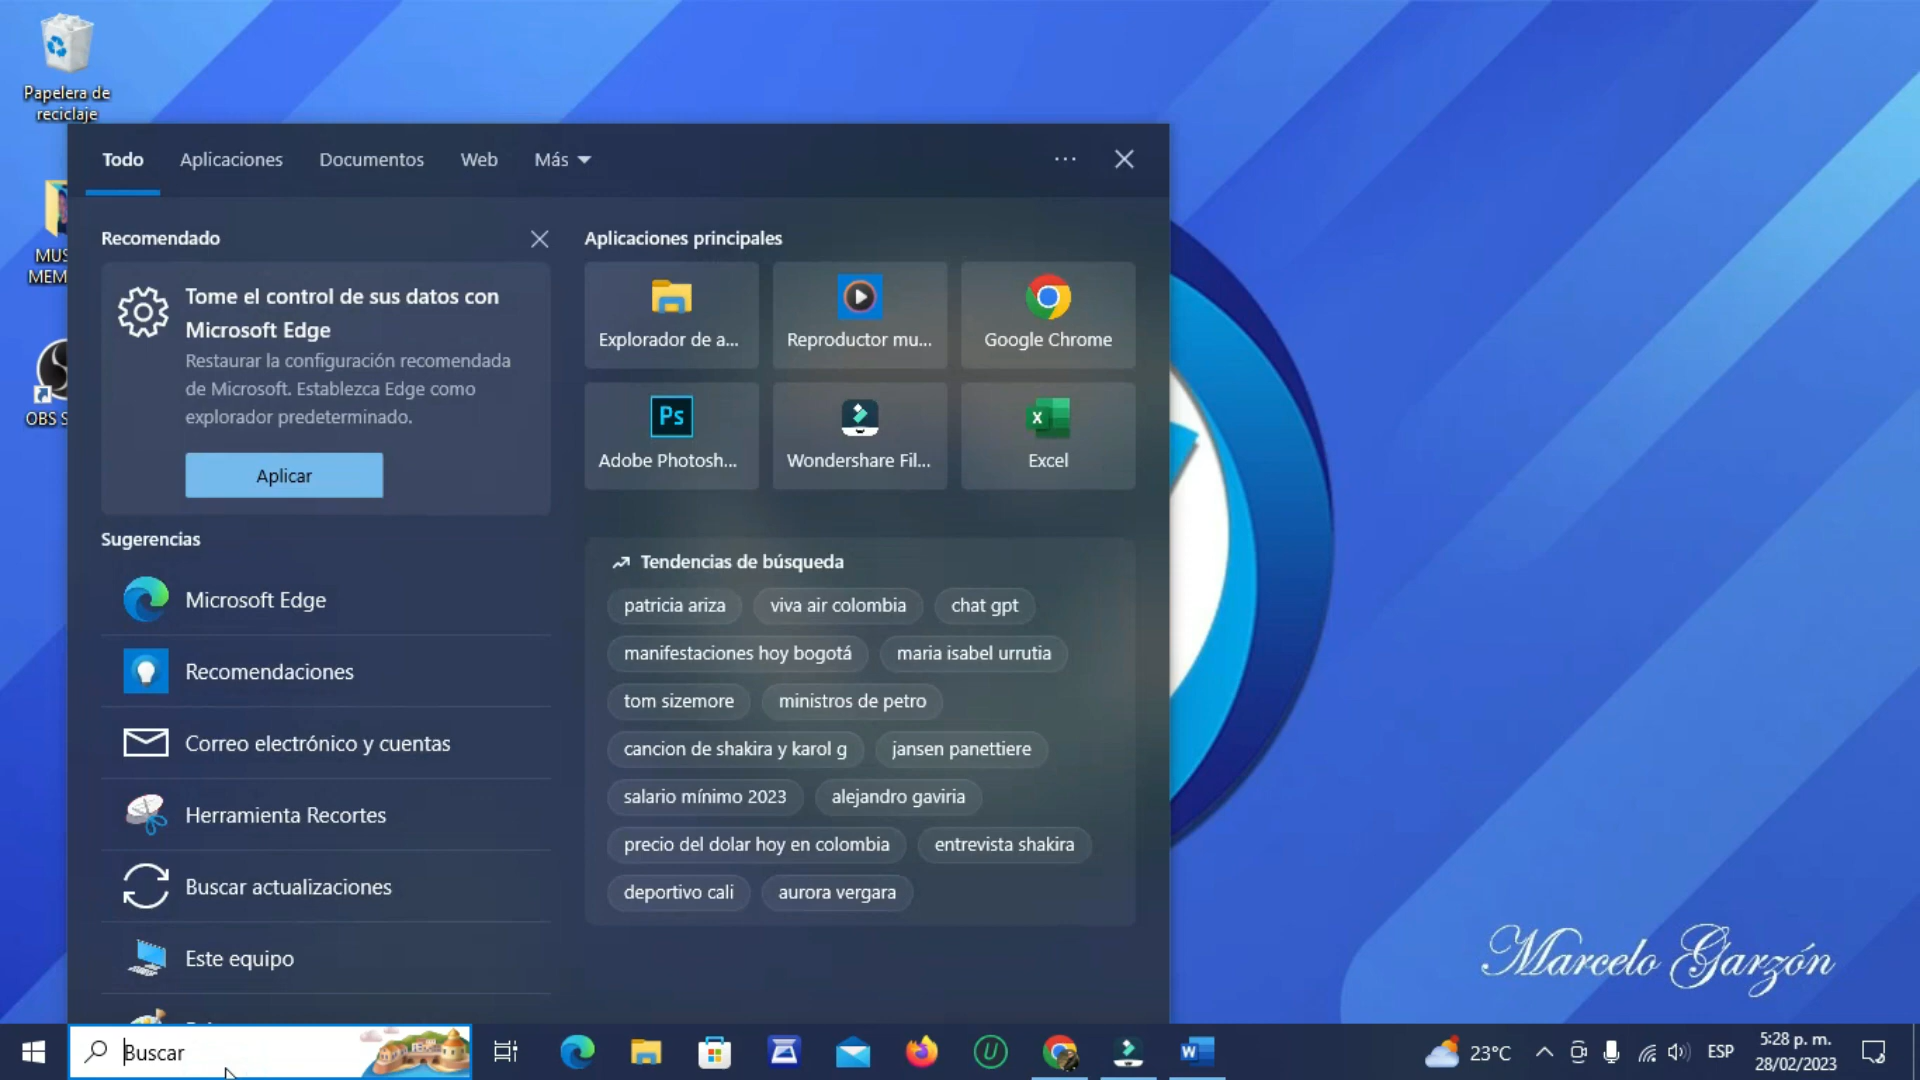 Papelera de
reciclaje
MUS
MEM
OBS S
Todo Aplicaciones Documentos Web Más
Recomendado
Tome el control de sus datos con
Microsoft Edge
Restaurar la configuración recomendada
de Microsoft. Establezca Edge como
explorador predeterminado.
Aplicar
Sugerencias
Microsoft Edge
Recomendaciones
Correo electrónico y cuentas
Herramienta Recortes
Buscar actualizaciones
Este equipo
Aplicaciones principales
Explorador de a...
Reproductor mu...
Google Chrome
Ps
Adobe Photosh...
Wondershare Fil...
X
Excel
Tendencias de búsqueda
patricia ariza
viva air colombia
chat gpt
manifestaciones hoy bogotá
maria isabel urrutia
tom sizemore
ministros de petro
cancion de shakira y karol g
jansen panettiere
salario mínimo 2023
alejandro gaviria
precio del dolar hoy en colombia
entrevista shakira
deportivo cali
aurora vergara
Marcelo Garzón
Buscar
U
W
23°C
ESP
5:28 p. m.
28/02/2023